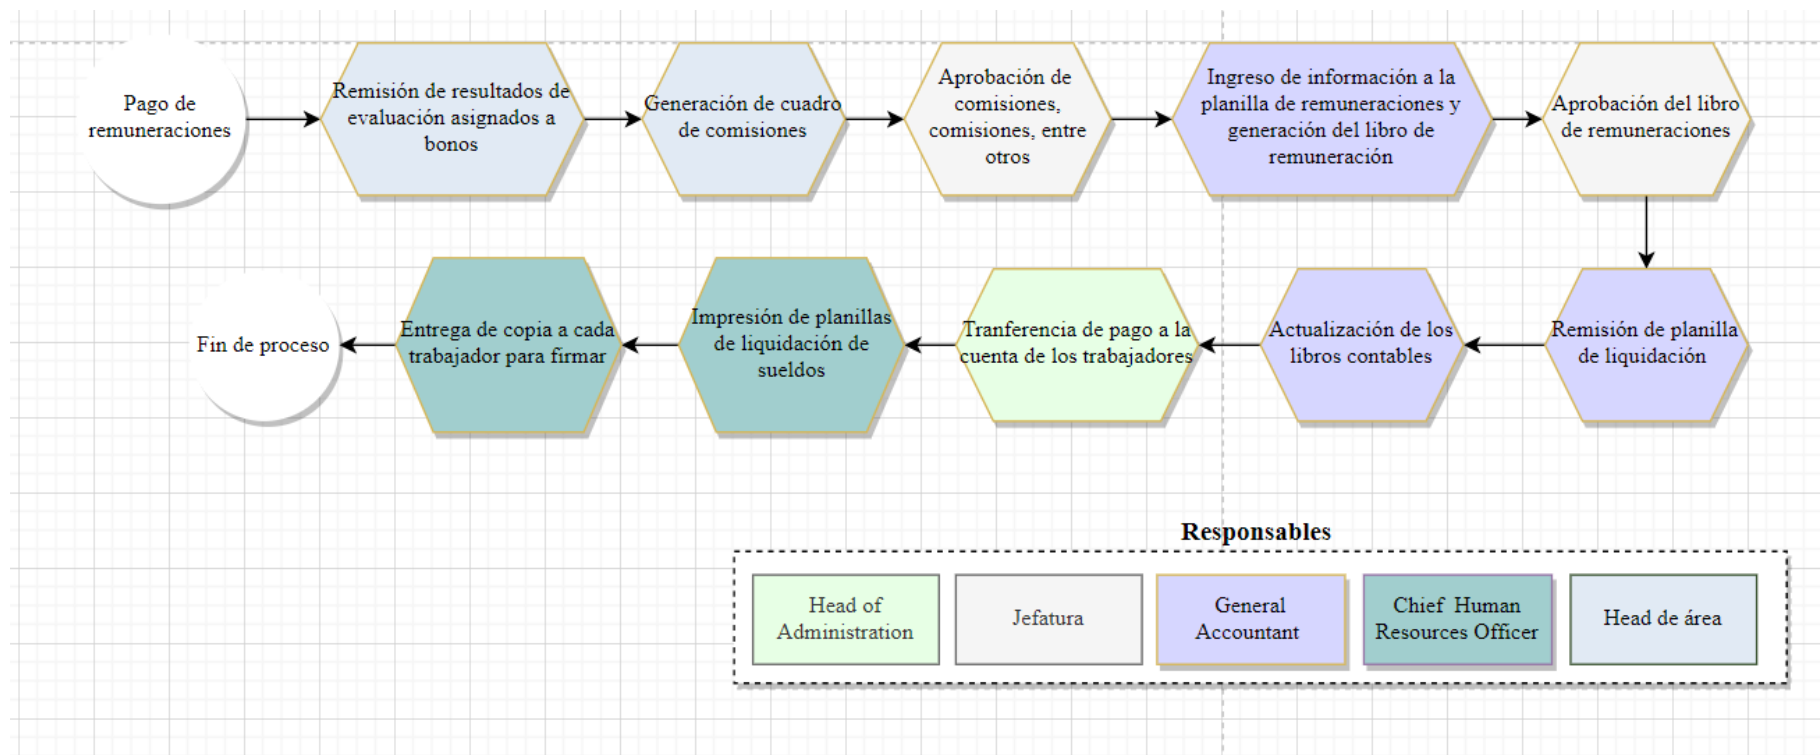 Pago de
remuneraciones
Remisión de resultados de
evaluación asignados a
bonos
Generación de cuadro
de comisiones
Aprobación de
comisiones,
comisiones, entre
otros
Ingreso de información a la
planilla de remuneraciones y
generación del libro de
remuneración
Aprobación del libro
de remuneraciones
Remisión de planilla
de liquidación
Actualización de los
libros contables
Tranferencia de pago a la
cuenta de los trabajadores
Impresión de planillas
de liquidación de
sueldos
Entrega de copia a cada
trabajador para firmar
Fin de proceso
Responsables
Head of
Administration
Jefatura
General
Accountant
Chief Human
Resources Officer
Head de área